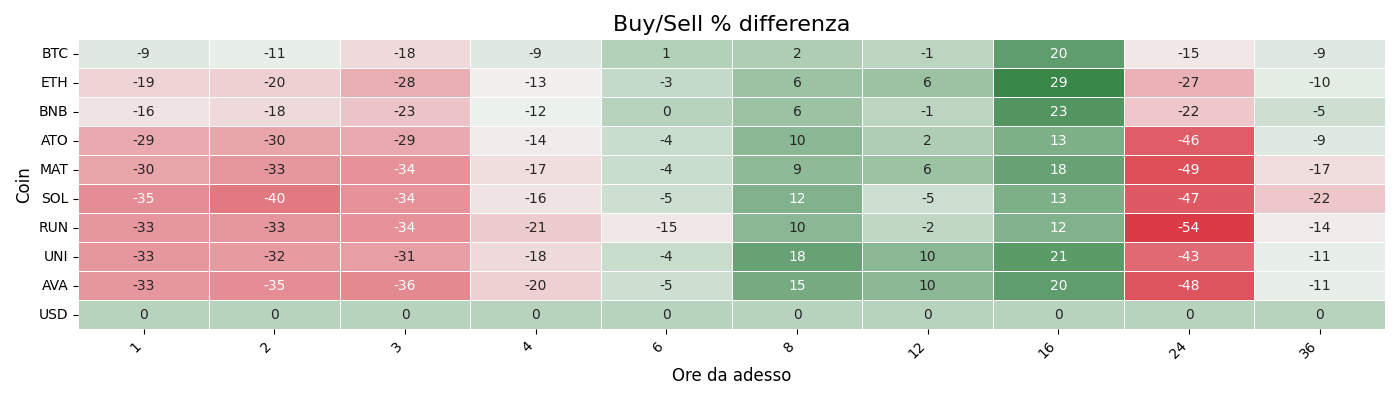 Buy/Sell % differenza
Coin
BTC -9 -11 -18 -9 1 2 -1 20 -15 -9
ETH -19 -20 -28 -13 -3 6 6 29 -27 -10
BNB -16 -18 -23 -12 0 6 -1 23 -22 -5
ATO -29 -30 -29 -14 -4 10 2 13 -46 -9
MAT -30 -33 -34 -17 -4 9 6 18 -49 -17
SOL -35 -40 -34 -16 -5 12 -5 13 -47 -22
RUN -33 -33 -34 -21 -15 10 -2 12 -54 -14
UNI -33 -32 -31 -18 -4 18 10 21 -43 -11
AVA -33 -35 -36 -20 -5 15 10 20 -48 -11
USD 0 0 0 0 0 0 0 0 0 0
1 2 3 4 6 8 12 16 24 36
Ore da adesso